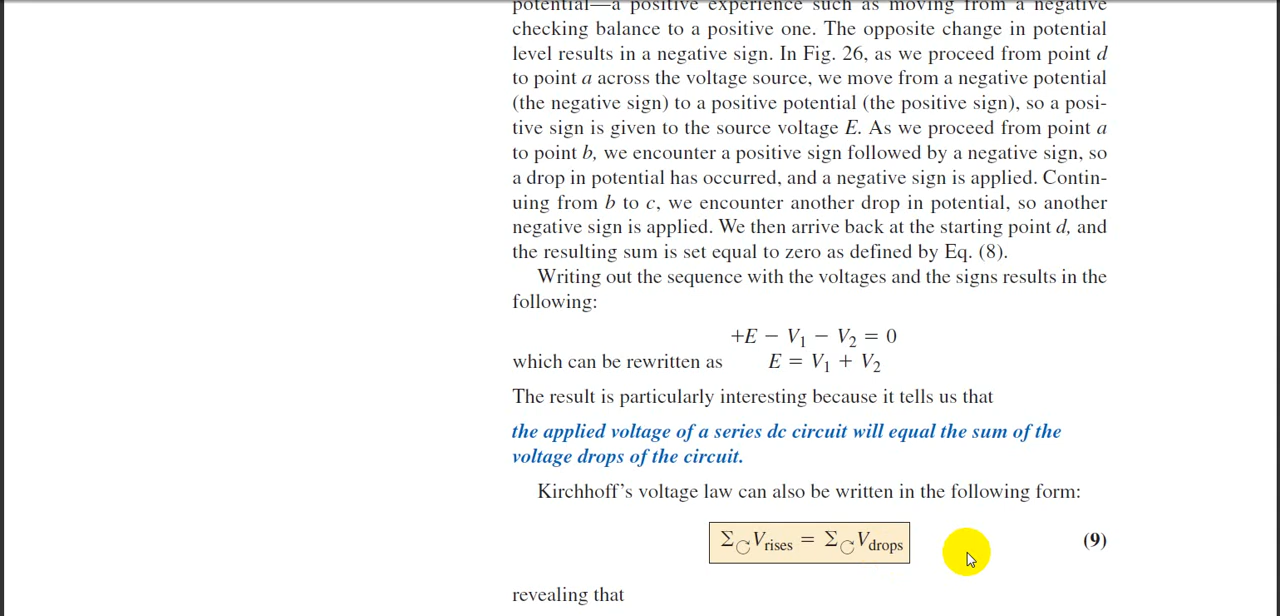 potential—a positive experience such as moving from a negative
checking balance to a positive one. The opposite change in potential
level results in a negative sign. In Fig. 26, as we proceed from point d
to point a across the voltage source, we move from a negative potential
(the negative sign) to a positive potential (the positive sign), so a posi-
tive sign is given to the source voltage E. As we proceed from point a
to point b, we encounter a positive sign followed by a negative sign, so
a drop in potential has occurred, and a negative sign is applied. Contin-
uing from b to c, we encounter another drop in potential, so another
negative sign is applied. We then arrive back at the starting point d, and
the resulting sum is set equal to zero as defined by Eq. (8).
Writing out the sequence with the voltages and the signs results in the
following:
+E − V₁ − V₂ = 0
which can be rewritten as E = V₁ + V₂
The result is particularly interesting because it tells us that
the applied voltage of a series dc circuit will equal the sum of the
voltage drops of the circuit.
Kirchhoff's voltage law can also be written in the following form:
Σ↻ Vrises = Σ↻ Vdrops (9)
revealing that